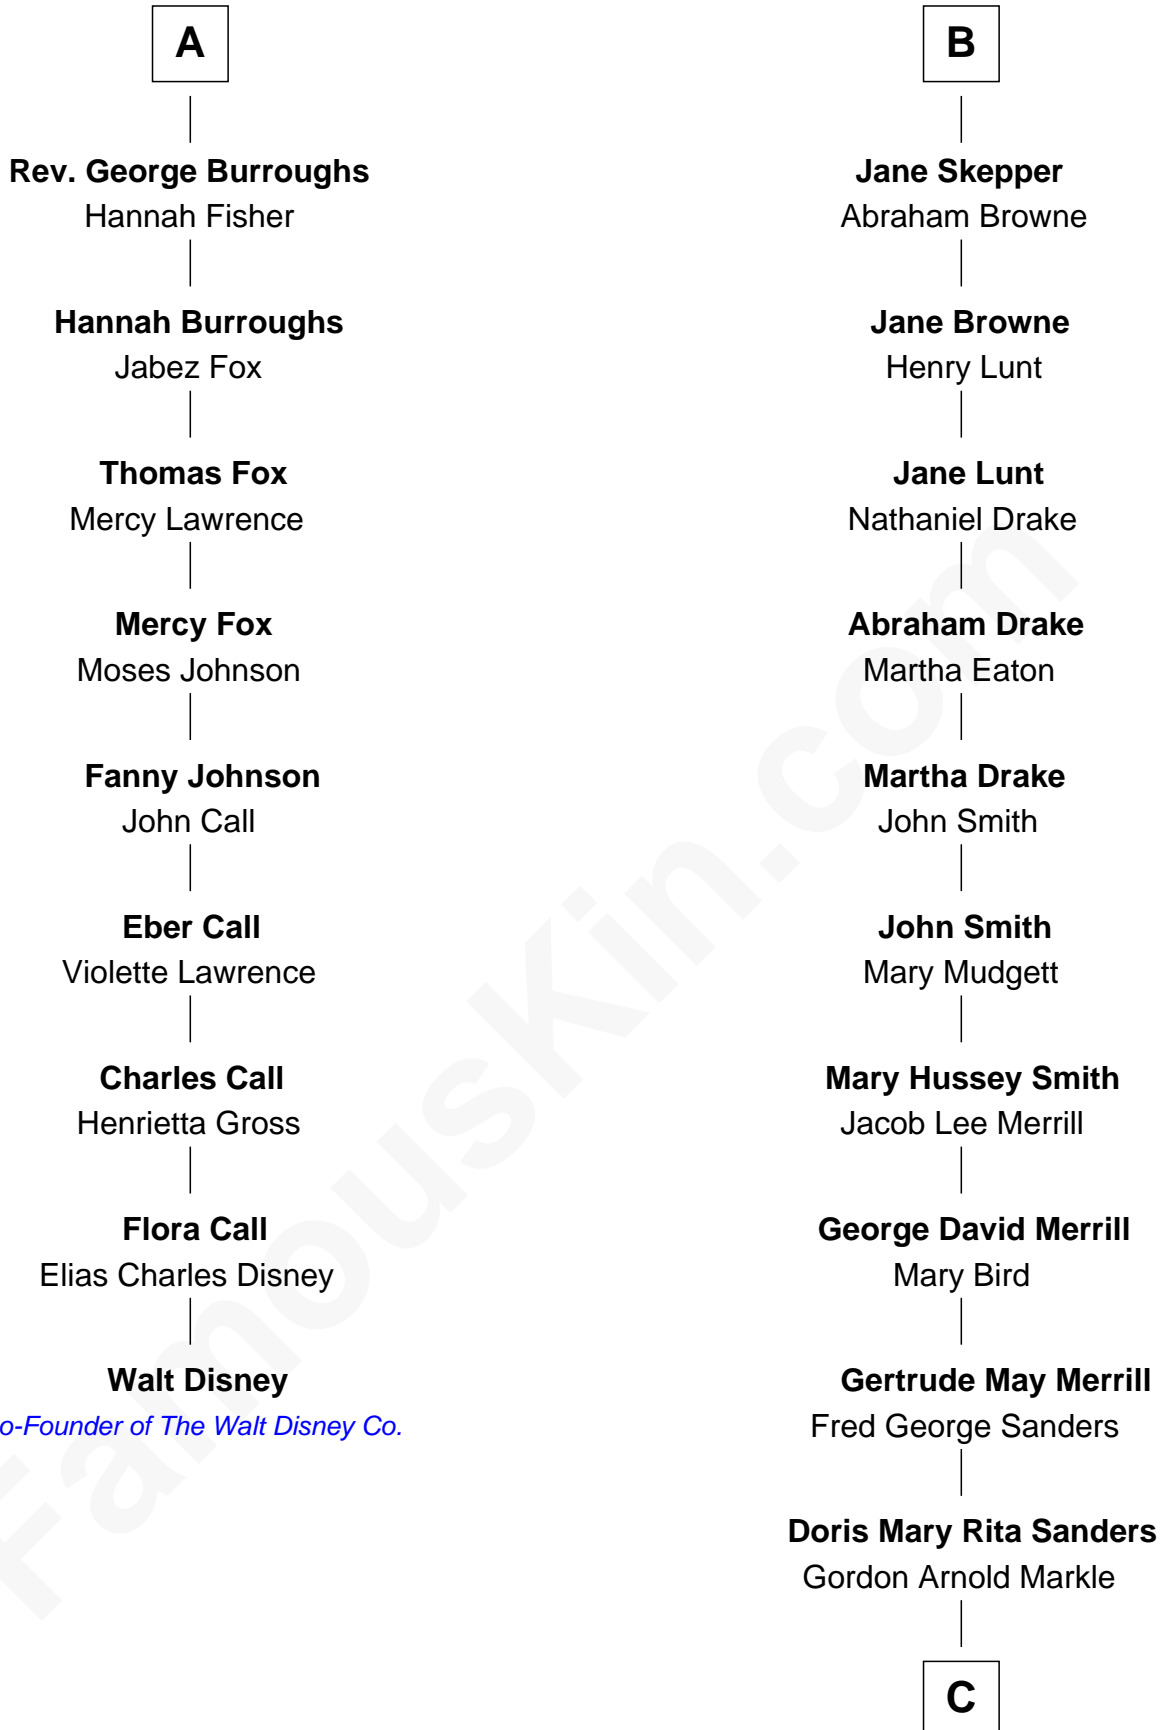 A
Rev. George Burroughs
Hannah Fisher
Hannah Burroughs
Jabez Fox
Thomas Fox
Mercy Lawrence
Mercy Fox
Moses Johnson
Fanny Johnson
John Call
Eber Call
Violette Lawrence
Charles Call
Henrietta Gross
Flora Call
Elias Charles Disney
Walt Disney
o-Founder of The Walt Disney Co.
B
Jane Skepper
Abraham Browne
Jane Browne
Henry Lunt
Jane Lunt
Nathaniel Drake
Abraham Drake
Martha Eaton
Martha Drake
John Smith
John Smith
Mary Mudgett
Mary Hussey Smith
Jacob Lee Merrill
George David Merrill
Mary Bird
Gertrude May Merrill
Fred George Sanders
Doris Mary Rita Sanders
Gordon Arnold Markle
C
FamousKin.com